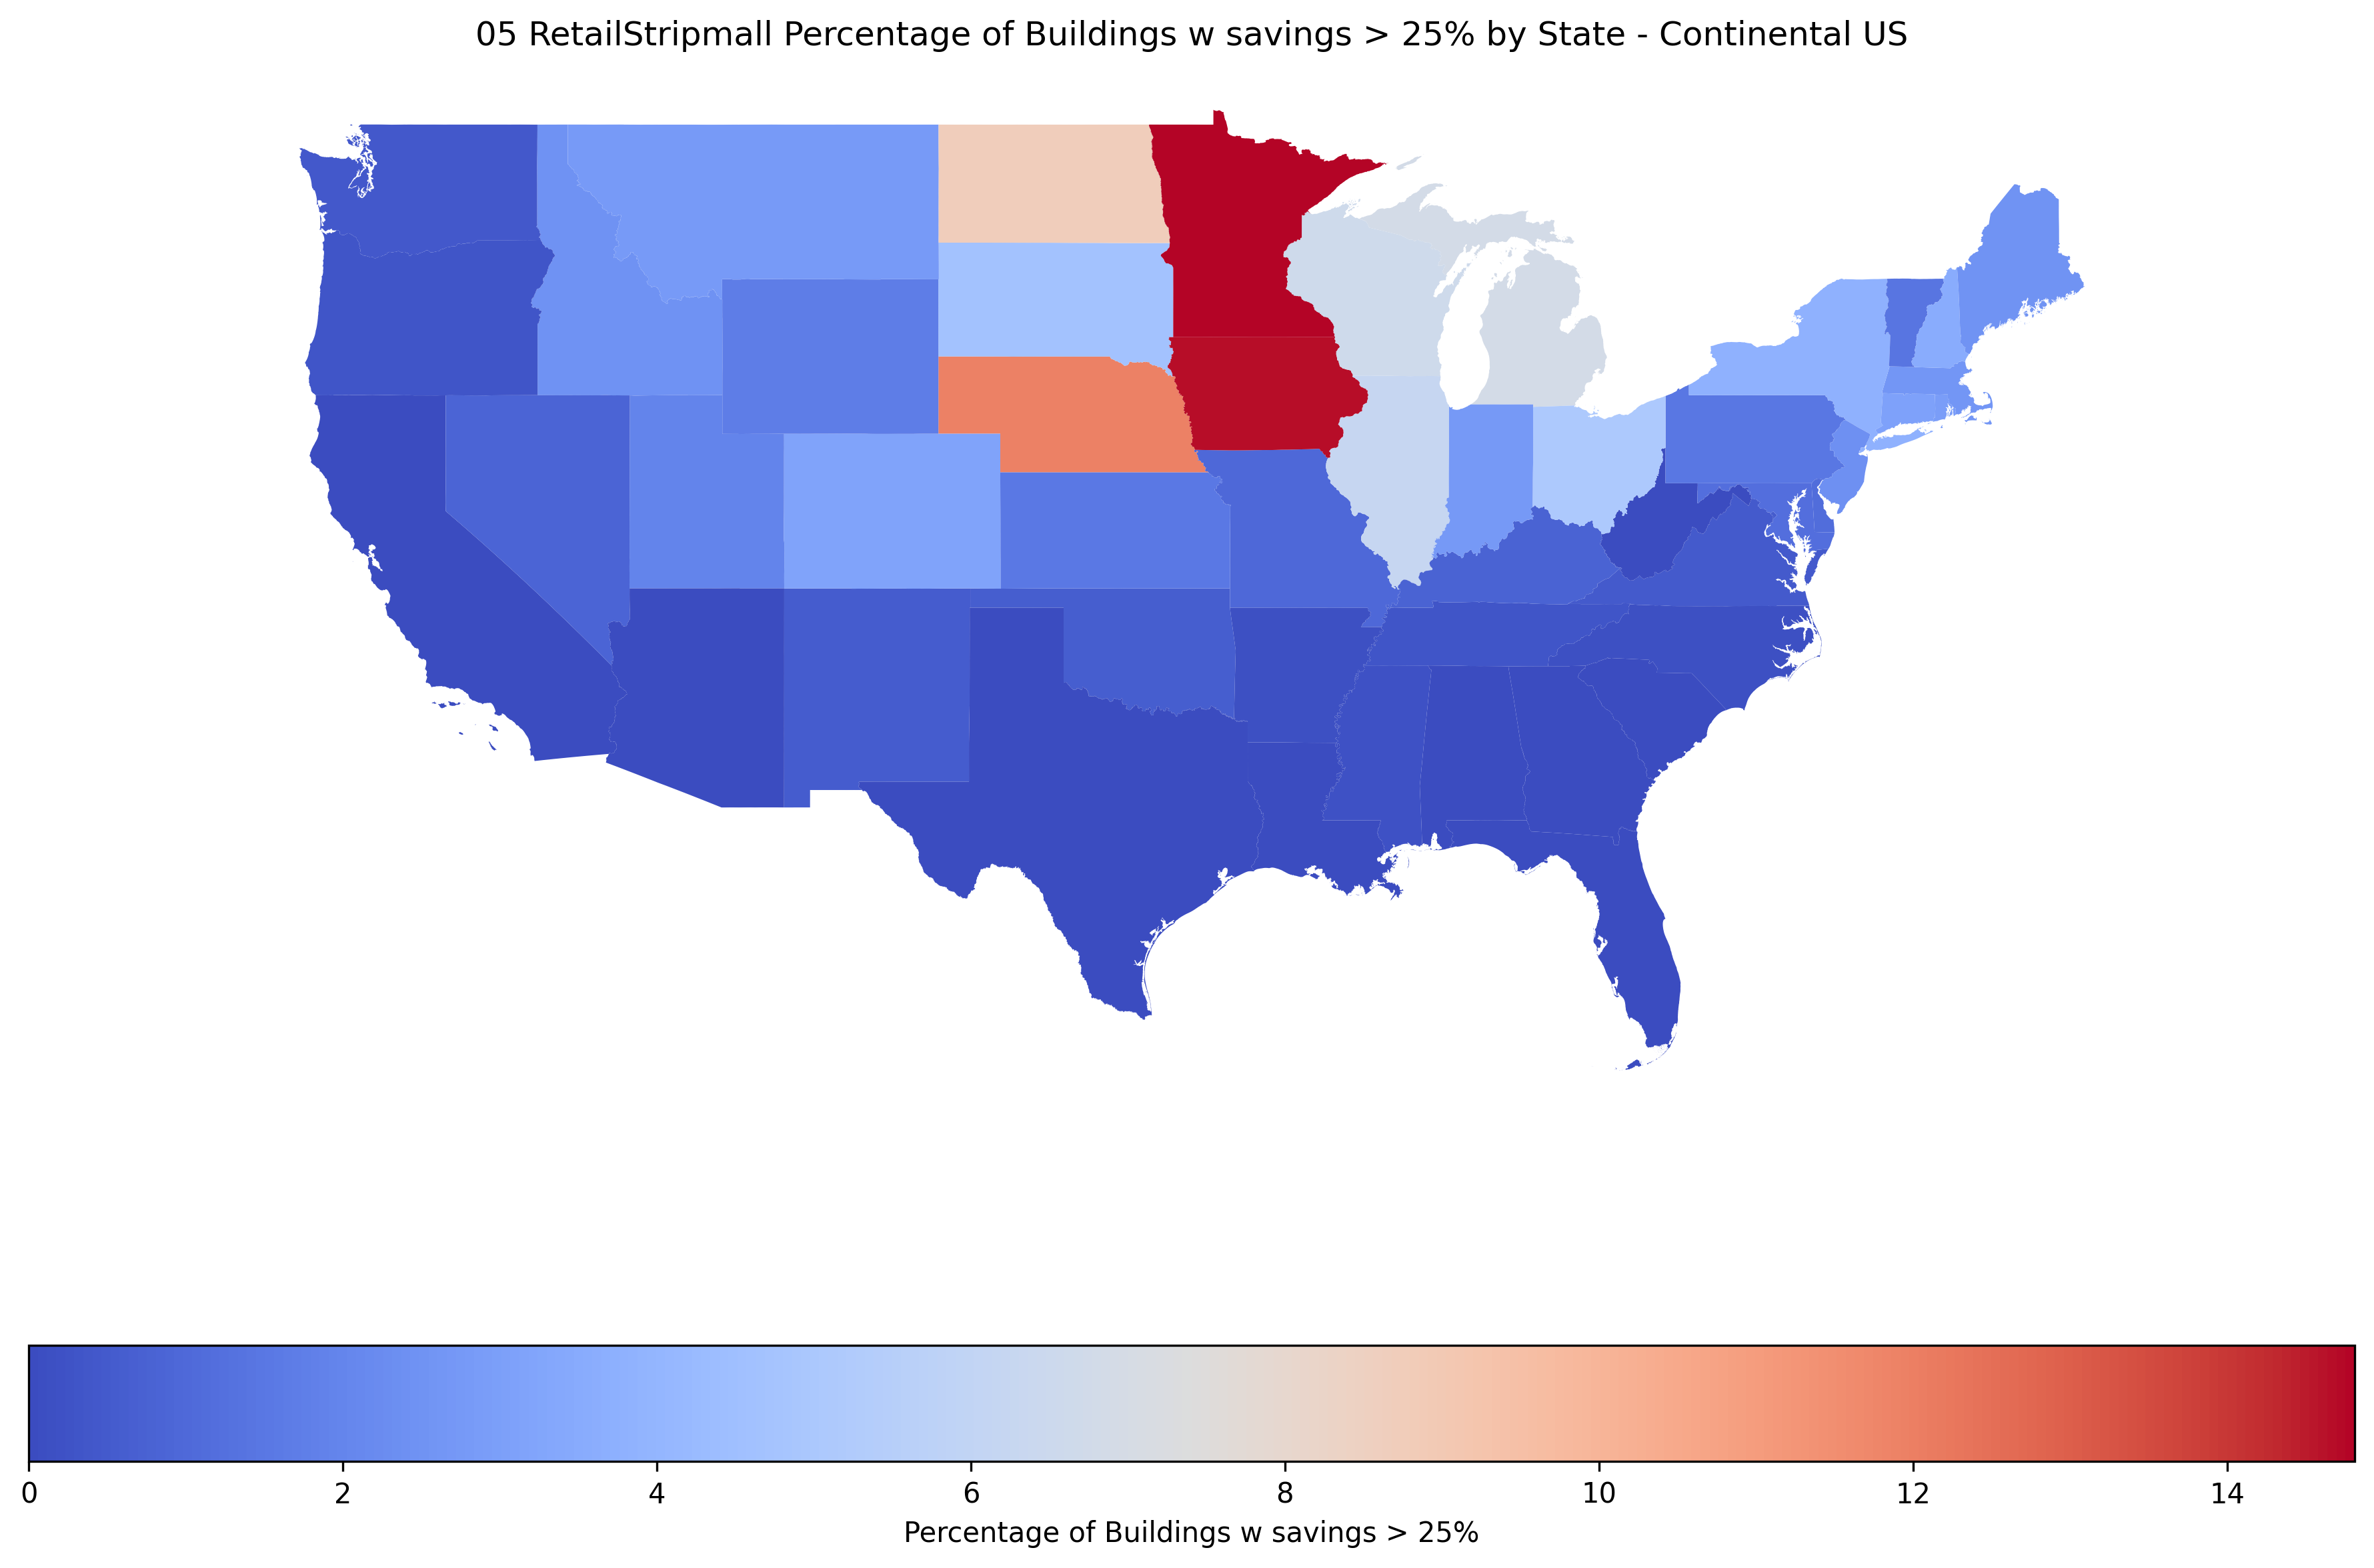 05 RetailStripmall Percentage of Buildings w savings > 25% by State - Continental US
0 2 4 6 8 10 12 14
Percentage of Buildings w savings > 25%